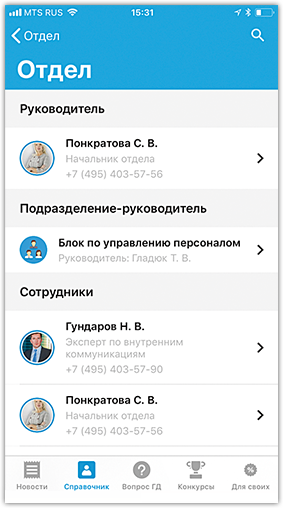 MTS RUS 15:31
Отдел
Отдел
Руководитель
Понкратова С. В.
Начальник отдела
+7 (495) 403-57-56
Подразделение-руководитель
Блок по управлению персоналом
Руководитель: Гладюк Т. В.
Сотрудники
Гундаров Н. В.
Эксперт по внутренним
коммуникациям
+7 (495) 403-57-90
Понкратова С. В.
Начальник отдела
+7 (495) 403-57-56
Новости Справочник Вопрос ГД Конкурсы Для своих